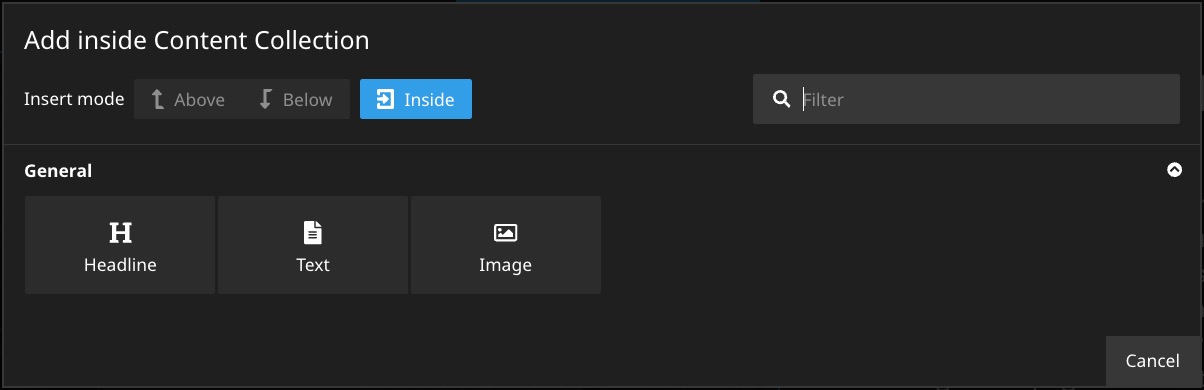 Add inside Content Collection
Insert mode Above Below Inside Filter
General
Headline Text Image
Cancel